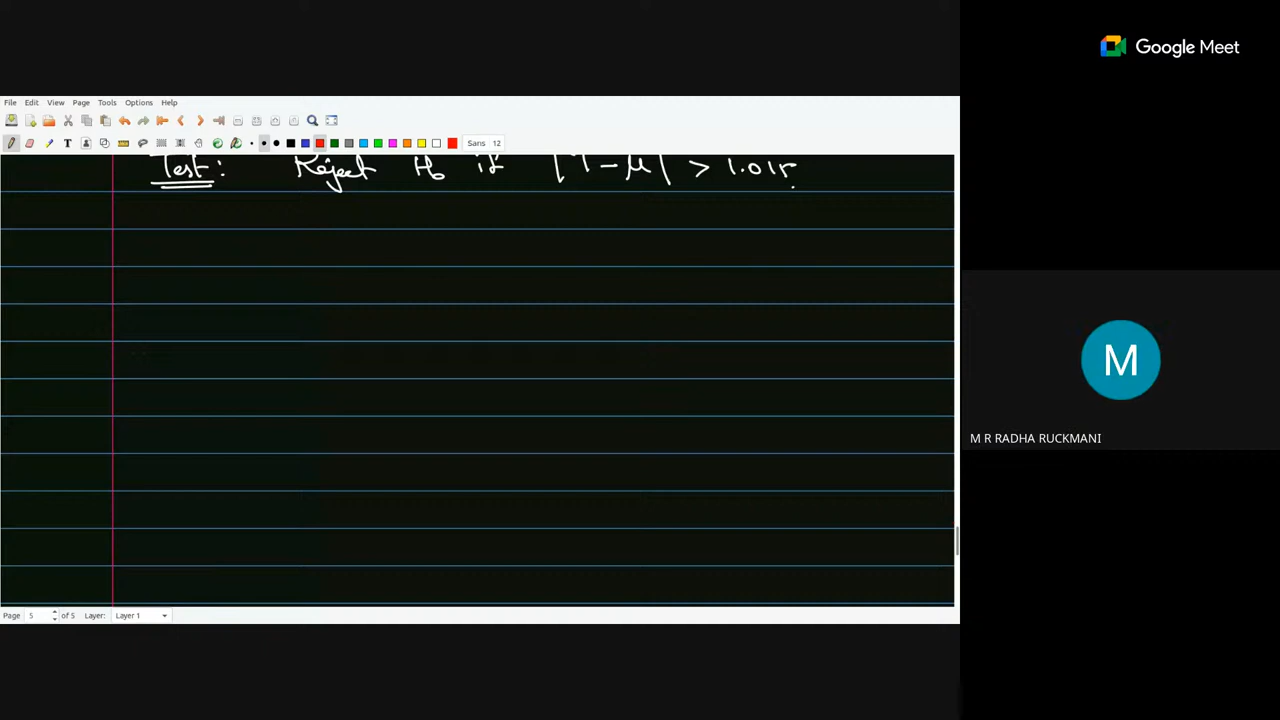 Google Meet
File Edit View Page Tools Options Help
Sans 12
Test: Reject H₀ if |T - μ| > 1.01r
M
M R RADHA RUCKMANI
Page 5 of 5 Layer: Layer 1